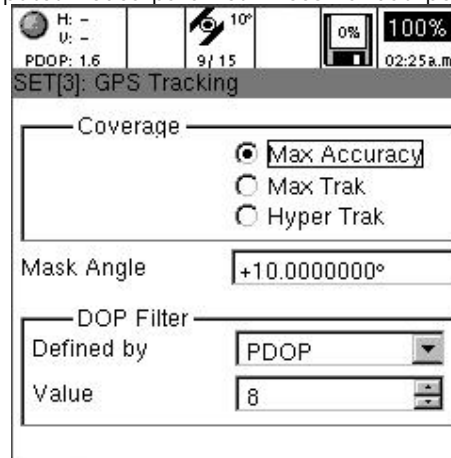 H: -
V: -
PDOP: 1.6
10°
9/ 15
0%
100%
02:25a.m
SET[3]: GPS Tracking
Coverage
Max Accuracy
Max Trak
Hyper Trak
Mask Angle
+10.0000000°
DOP Filter
Defined by
PDOP
Value
8